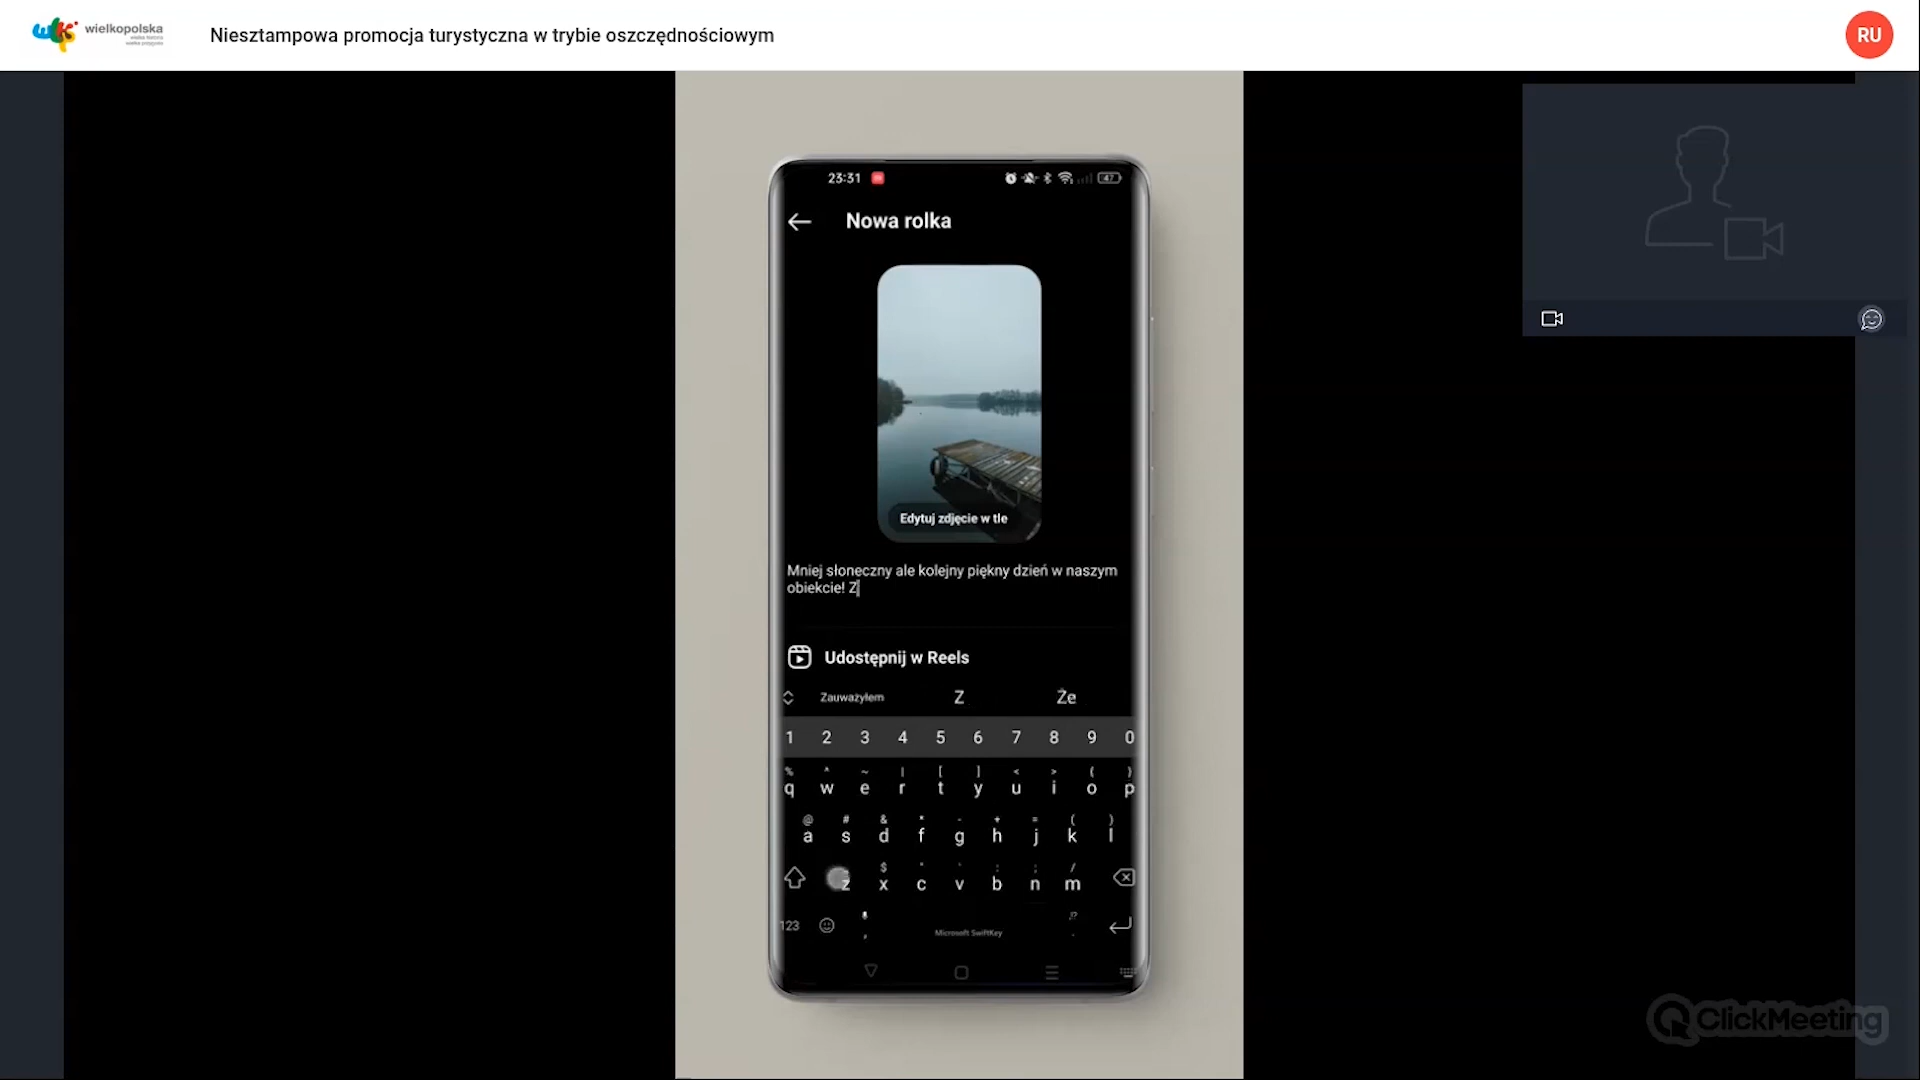 wielkopolska
Niesztampowa promocja turystyczna w trybie oszczędnościowym
RU
23:31
47
Nowa rolka
Edytuj zdjęcie w tle
Mniej słoneczny ale kolejny piękny dzień w naszym
obiekcie! Z
Udostępnij w Reels
Zauważyłem Z Że
1 2 3 4 5 6 7 8 9 0
% ^ ~ | [ ] < > { }
q w e r t y u i o p
@ # & * - + = ( )
a s d f g h j k l
$ " ' : ; /
z x c v b n m
123 , Microsoft SwiftKey .
ClickMeeting